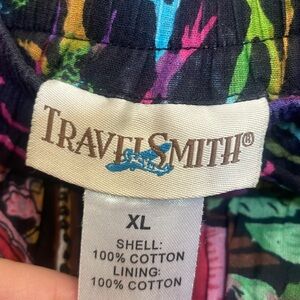 TRAVELSMITH®
XL
SHELL:
100% COTTON
LINING:
100% COTTON